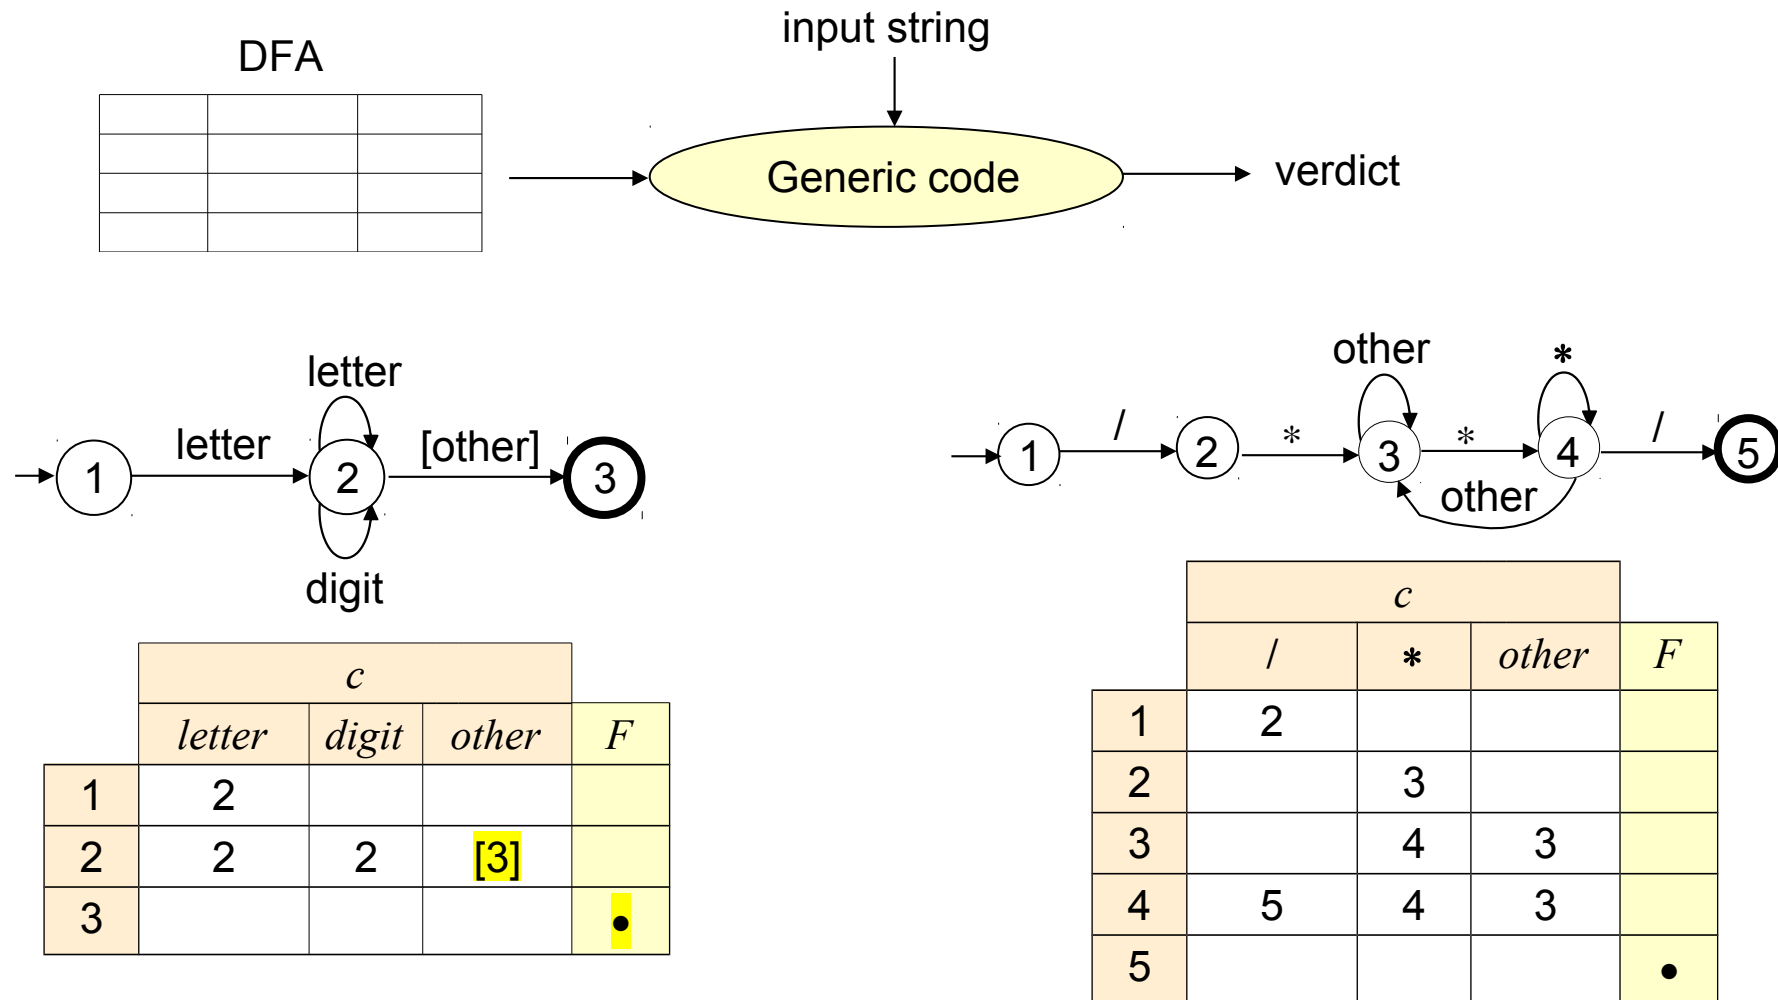 input string
DFA
Generic code
verdict
letter
letter
[other]
1
2
3
digit
other
*
/
*
*
/
1
2
3
4
5
other
c
letter digit other F
1 2
2 2 2 [3]
3 •
c
/ * other F
1 2
2 3
3 4 3
4 5 4 3
5 •